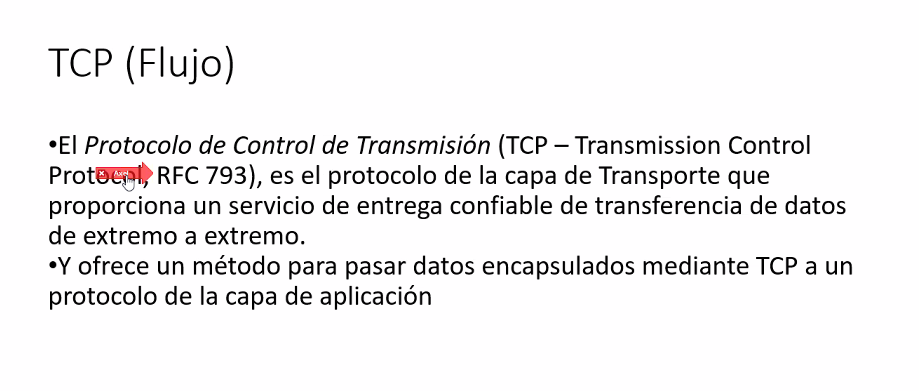 TCP (Flujo)
•El Protocolo de Control de Transmisión (TCP – Transmission Control
Protocol, RFC 793), es el protocolo de la capa de Transporte que
proporciona un servicio de entrega confiable de transferencia de datos
de extremo a extremo.
•Y ofrece un método para pasar datos encapsulados mediante TCP a un
protocolo de la capa de aplicación